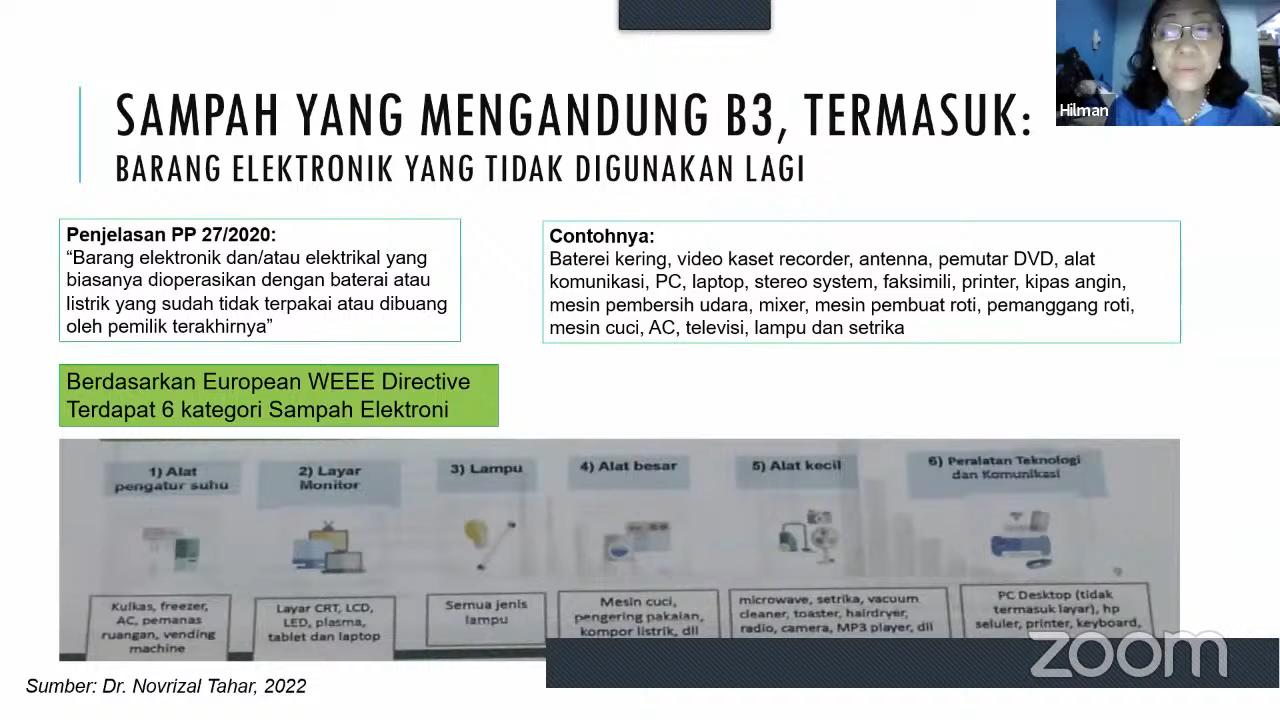 SAMPAH YANG MENGANDUNG B3, TERMASUK:
BARANG ELEKTRONIK YANG TIDAK DIGUNAKAN LAGI
Hilman
Penjelasan PP 27/2020:
“Barang elektronik dan/atau elektrikal yang
biasanya dioperasikan dengan baterai atau
listrik yang sudah tidak terpakai atau dibuang
oleh pemilik terakhirnya”
Contohnya:
Baterei kering, video kaset recorder, antenna, pemutar DVD, alat
komunikasi, PC, laptop, stereo system, faksimili, printer, kipas angin,
mesin pembersih udara, mixer, mesin pembuat roti, pemanggang roti,
mesin cuci, AC, televisi, lampu dan setrika
Berdasarkan European WEEE Directive
Terdapat 6 kategori Sampah Elektroni
1) Alat
pengatur suhu
Kulkas, freezer,
AC, pemanas
ruangan, vending
machine
2) Layar
Monitor
Layar CRT, LCD,
LED, plasma,
tablet dan laptop
3) Lampu
Semua jenis
lampu
4) Alat besar
Mesin cuci,
pengering pakaian,
kompor listrik, dll
5) Alat kecil
microwave, setrika, vacuum
cleaner, toaster, hairdryer,
radio, camera, MP3 player, dll
6) Peralatan Teknologi
dan Komunikasi
PC Desktop (tidak
termasuk layar), hp
seluler, printer, keyboard,
zoom
Sumber: Dr. Novrizal Tahar, 2022